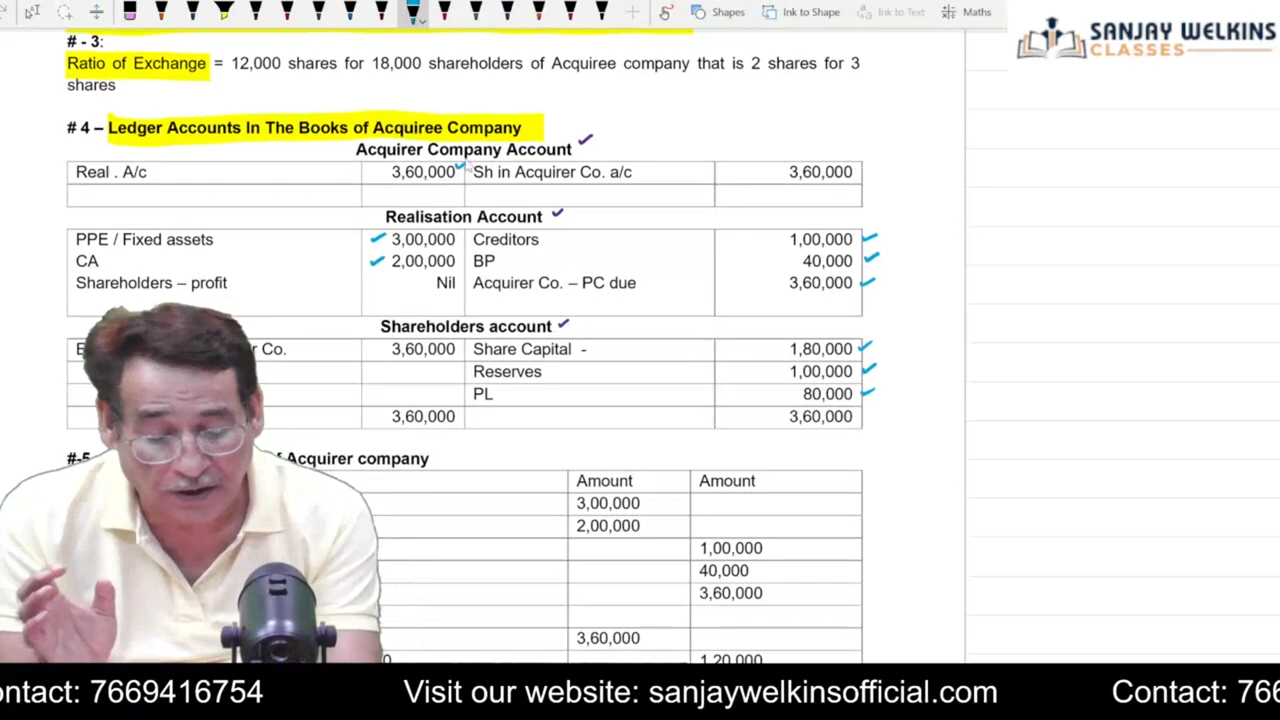 Shapes Ink to Shape Ink to Text Maths
SANJAY WELKINS
CLASSES
# - 3:
Ratio of Exchange = 12,000 shares for 18,000 shareholders of Acquiree company that is 2 shares for 3
shares
# 4 – Ledger Accounts In The Books of Acquiree Company
Acquirer Company Account
Real . A/c 3,60,000 Sh in Acquirer Co. a/c 3,60,000
Realisation Account
PPE / Fixed assets 3,00,000 Creditors 1,00,000
CA 2,00,000 BP 40,000
Shareholders – profit Nil Acquirer Co. – PC due 3,60,000
Shareholders account
Co. 3,60,000 Share Capital - 1,80,000
Reserves 1,00,000
PL 80,000
3,60,000 3,60,000
#-5 Acquirer company
Amount Amount
3,00,000
2,00,000
1,00,000
40,000
3,60,000
3,60,000
1,20,000
ontact: 7669416754 Visit our website: sanjaywelkinsofficial.com Contact: 766